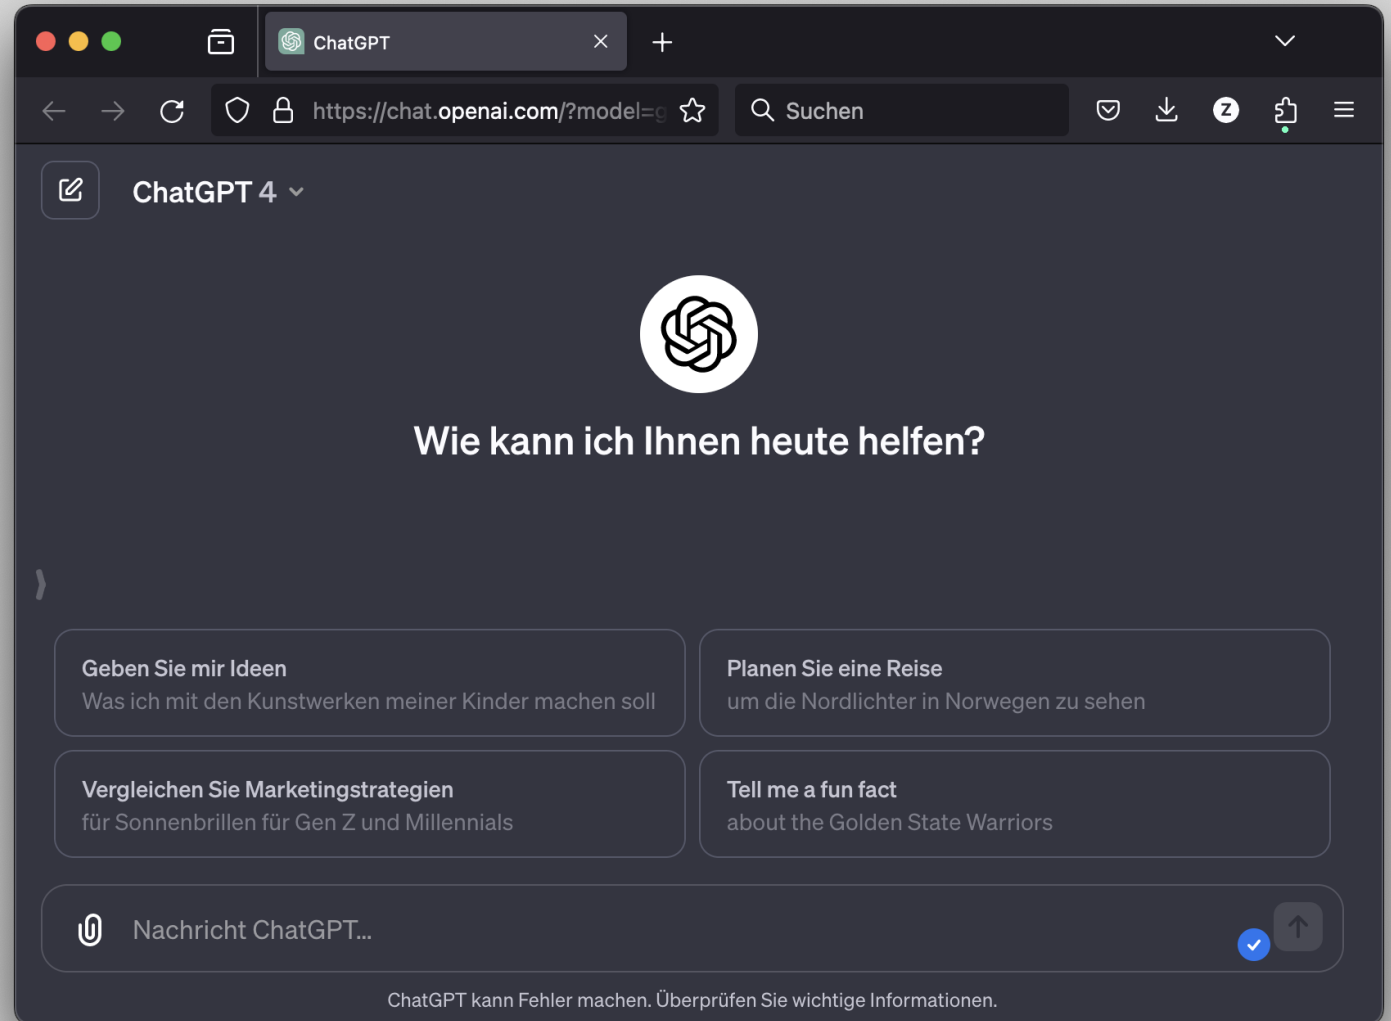 ChatGPT
https://chat.openai.com/?model=g
Suchen
Z
ChatGPT 4
Wie kann ich Ihnen heute helfen?
Geben Sie mir Ideen
Was ich mit den Kunstwerken meiner Kinder machen soll
Planen Sie eine Reise
um die Nordlichter in Norwegen zu sehen
Vergleichen Sie Marketingstrategien
für Sonnenbrillen für Gen Z und Millennials
Tell me a fun fact
about the Golden State Warriors
Nachricht ChatGPT...
ChatGPT kann Fehler machen. Überprüfen Sie wichtige Informationen.